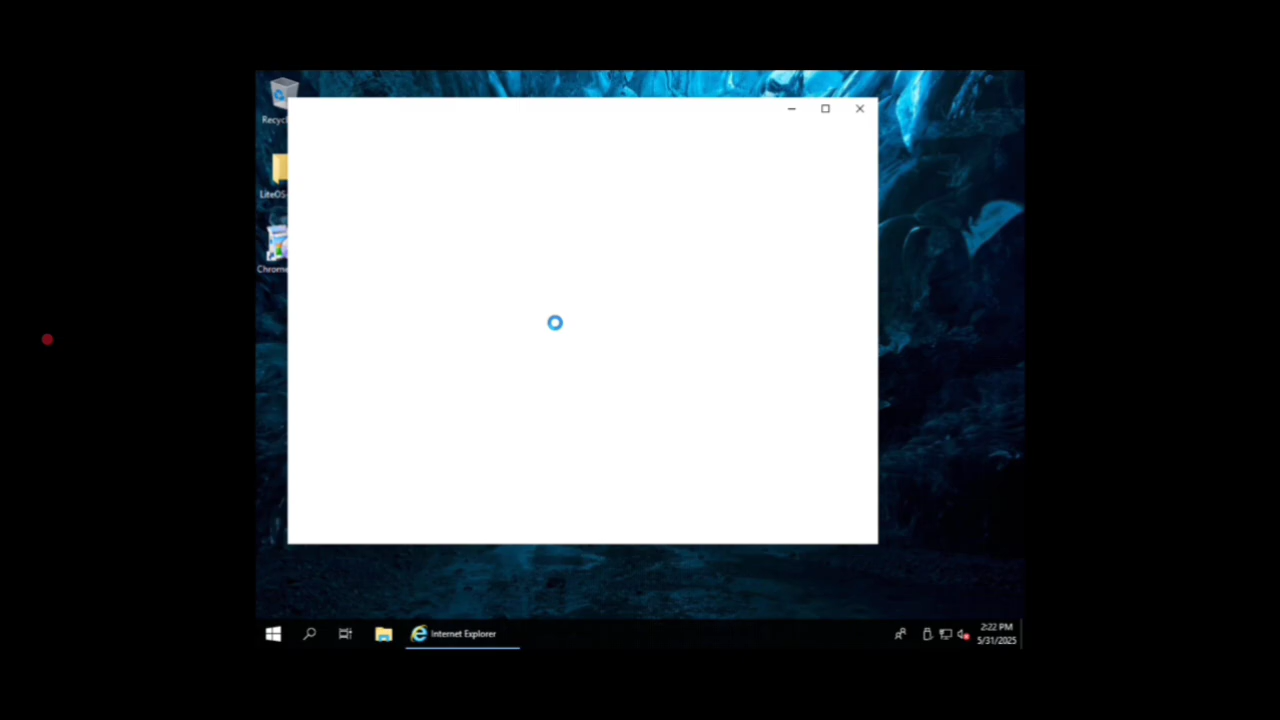 Recycl
LiteOS-
Chrome
Internet Explorer
2:22 PM
5/31/2025